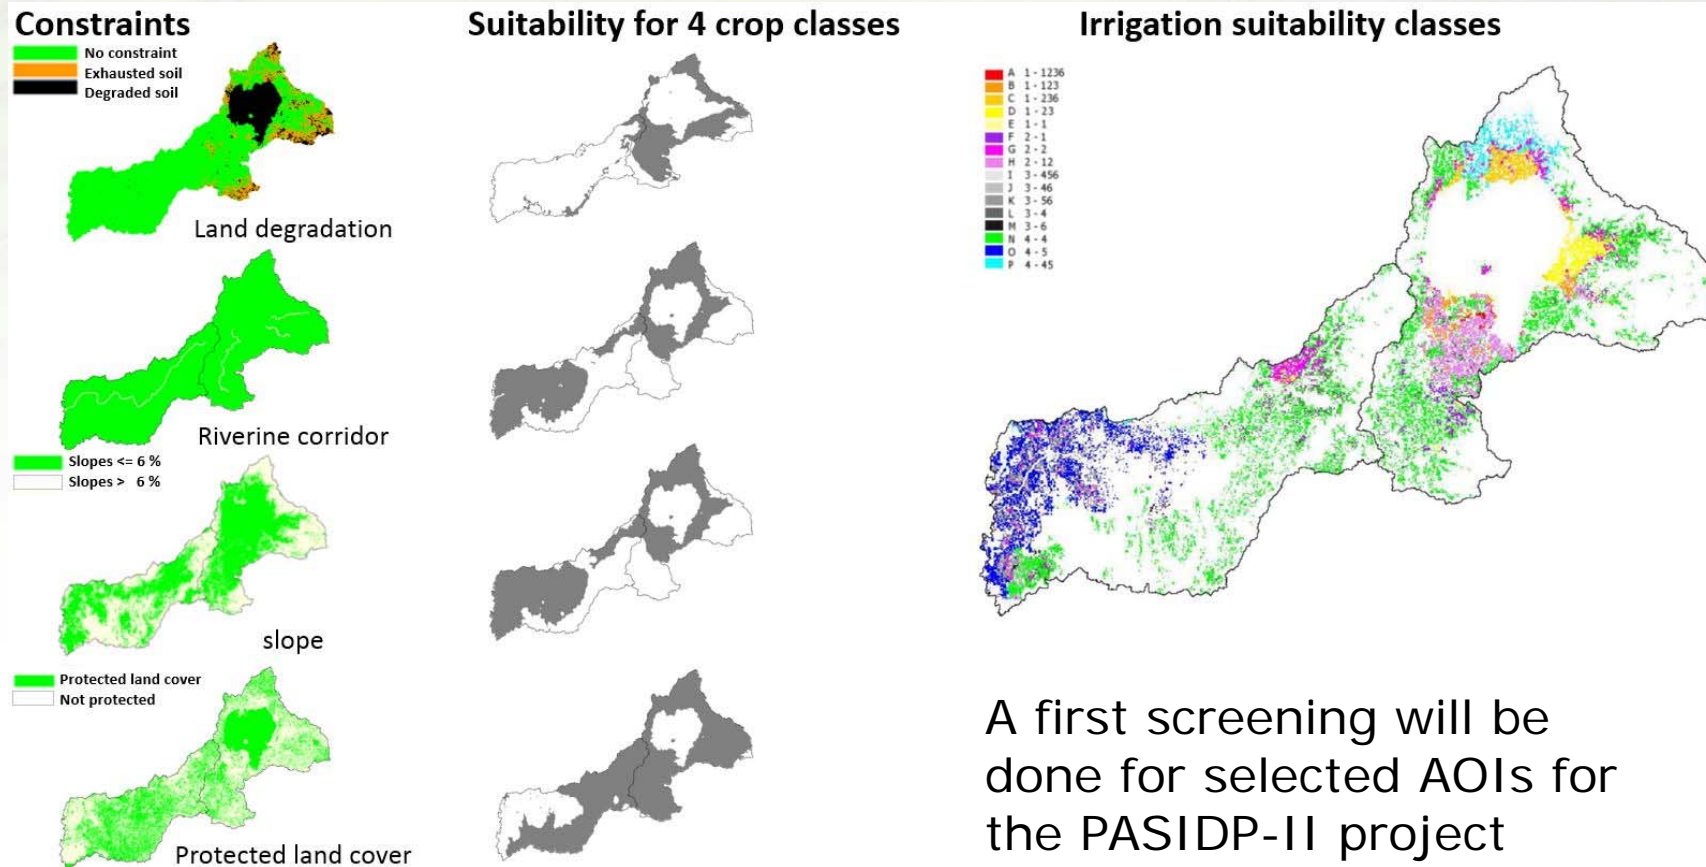 Constraints
No constraint
Exhausted soil
Degraded soil
Land degradation
Riverine corridor
Slopes <= 6 %
Slopes > 6 %
slope
Protected land cover
Not protected
Protected land cover
Suitability for 4 crop classes
Irrigation suitability classes
A 1 - 1236
B 1 - 123
C 1 - 236
D 1 - 23
E 1 - 1
F 2 - 1
G 2 - 2
H 2 - 12
I 3 - 456
J 3 - 46
K 3 - 56
L 3 - 4
M 3 - 6
N 4 - 4
O 4 - 5
P 4 - 45
A first screening will be
done for selected AOIs for
the PASIDP-II project